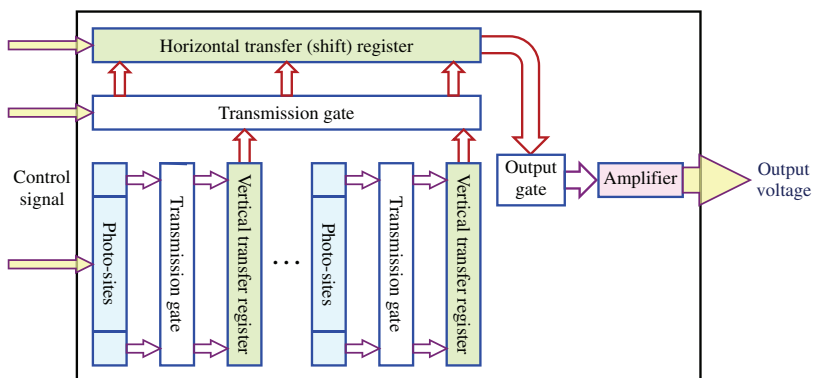 Horizontal transfer (shift) register
Transmission gate
Control
signal
Photo-sites
Transmission gate
Vertical transfer register
...
Photo-sites
Transmission gate
Vertical transfer register
Output
gate
Amplifier
Output
voltage